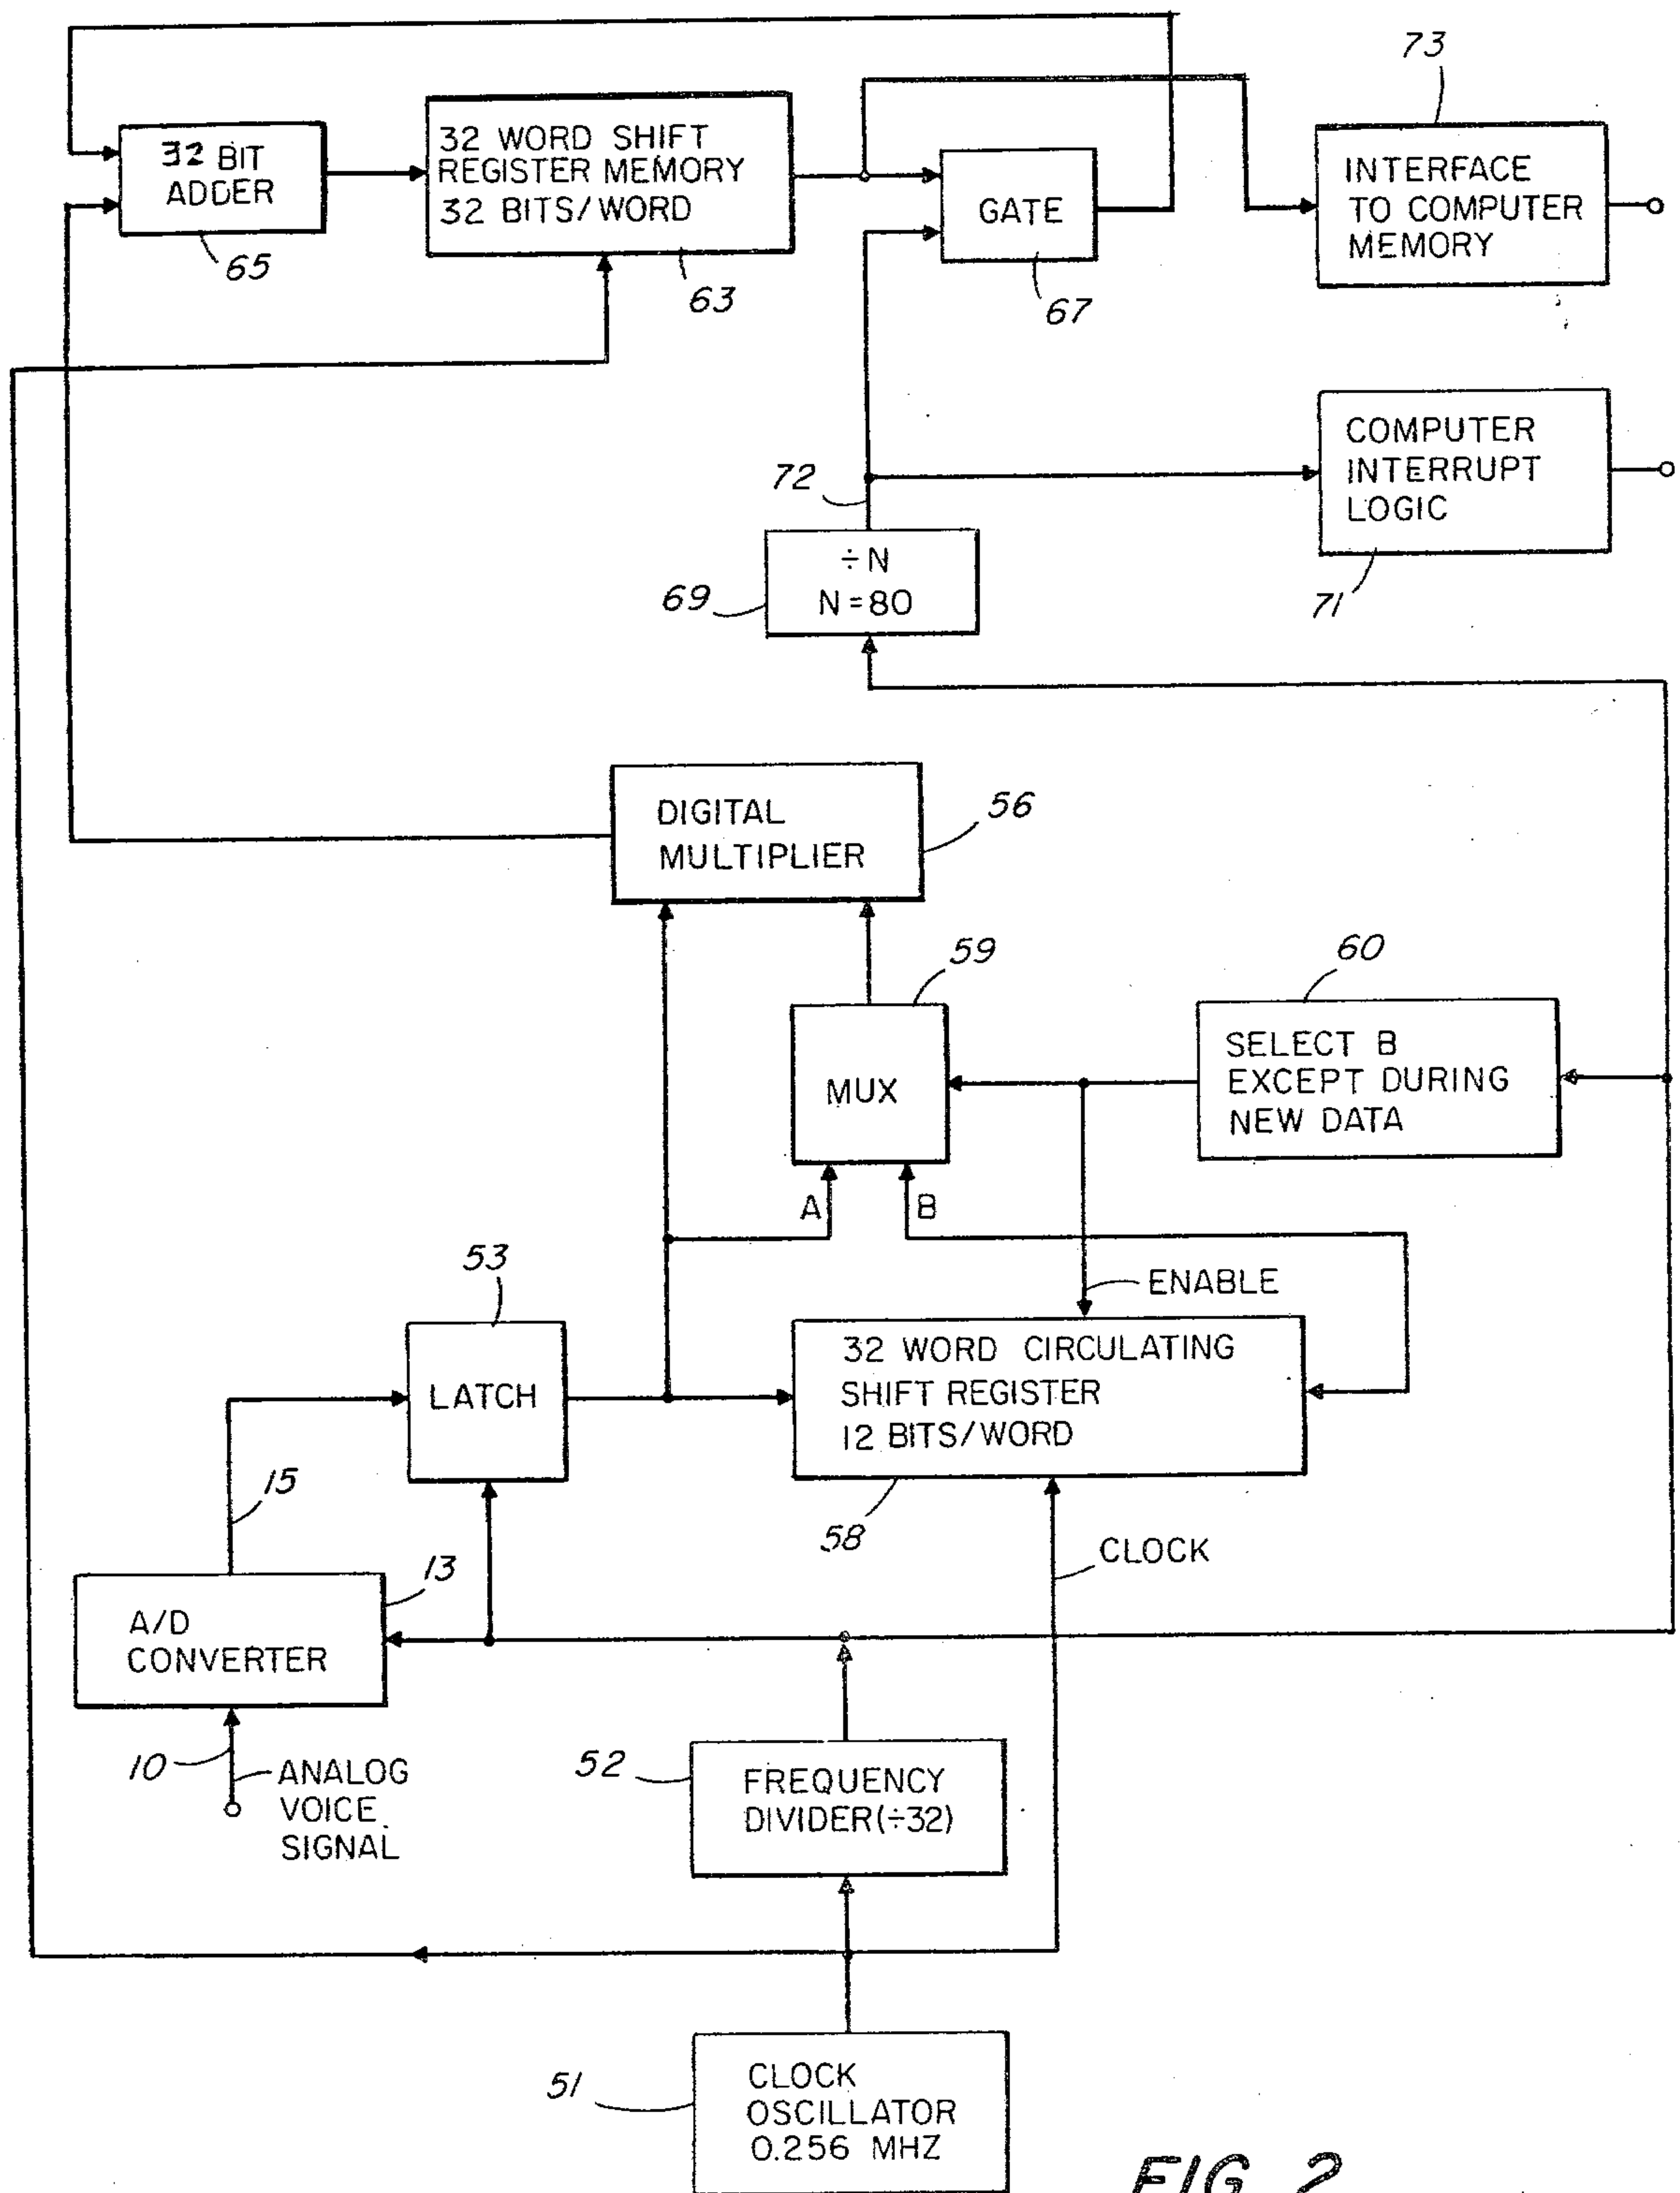 73
32 BIT
ADDER
65
32 WORD SHIFT
REGISTER MEMORY
32 BITS/WORD
63
GATE
67
INTERFACE
TO COMPUTER
MEMORY
COMPUTER
INTERRUPT
LOGIC
71
72
÷N
N=80
69
DIGITAL
MULTIPLIER
56
59
60
MUX
SELECT B
EXCEPT DURING
NEW DATA
A
B
53
ENABLE
LATCH
32 WORD CIRCULATING
SHIFT REGISTER
12 BITS/WORD
58
15
CLOCK
13
A/D
CONVERTER
10
ANALOG
VOICE
SIGNAL
52
FREQUENCY
DIVIDER(÷32)
51
CLOCK
OSCILLATOR
0.256 MHZ
FIG. 2